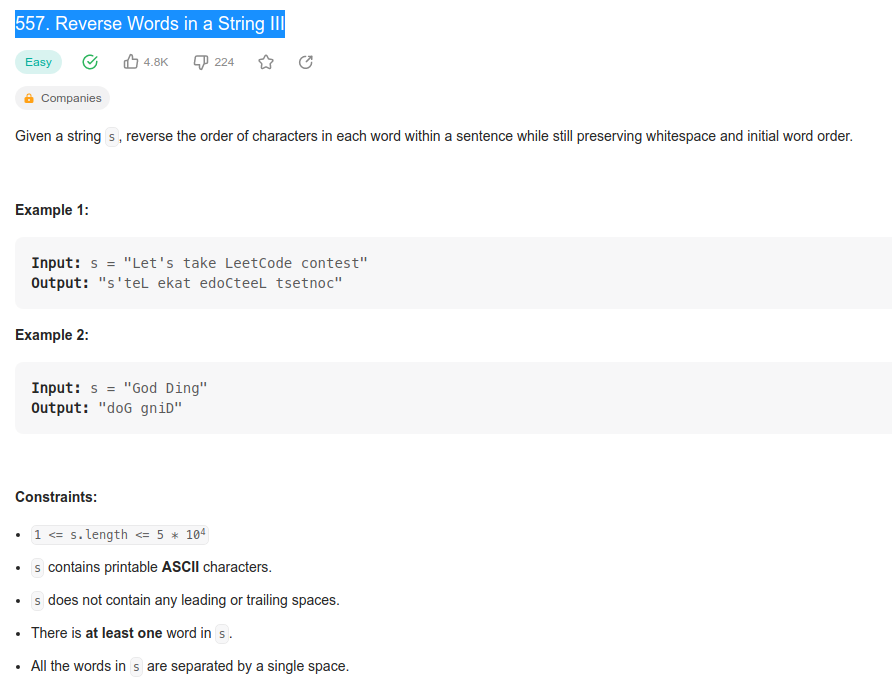 557. Reverse Words in a String III
Easy 4.8K 224
Companies
Given a string s, reverse the order of characters in each word within a sentence while still preserving whitespace and initial word order.
Example 1:
Input: s = "Let's take LeetCode contest"
Output: "s'teL ekat edoCteeL tsetnoc"
Example 2:
Input: s = "God Ding"
Output: "doG gniD"
Constraints:
• 1 <= s.length <= 5 * 10⁴
• s contains printable ASCII characters.
• s does not contain any leading or trailing spaces.
• There is at least one word in s.
• All the words in s are separated by a single space.